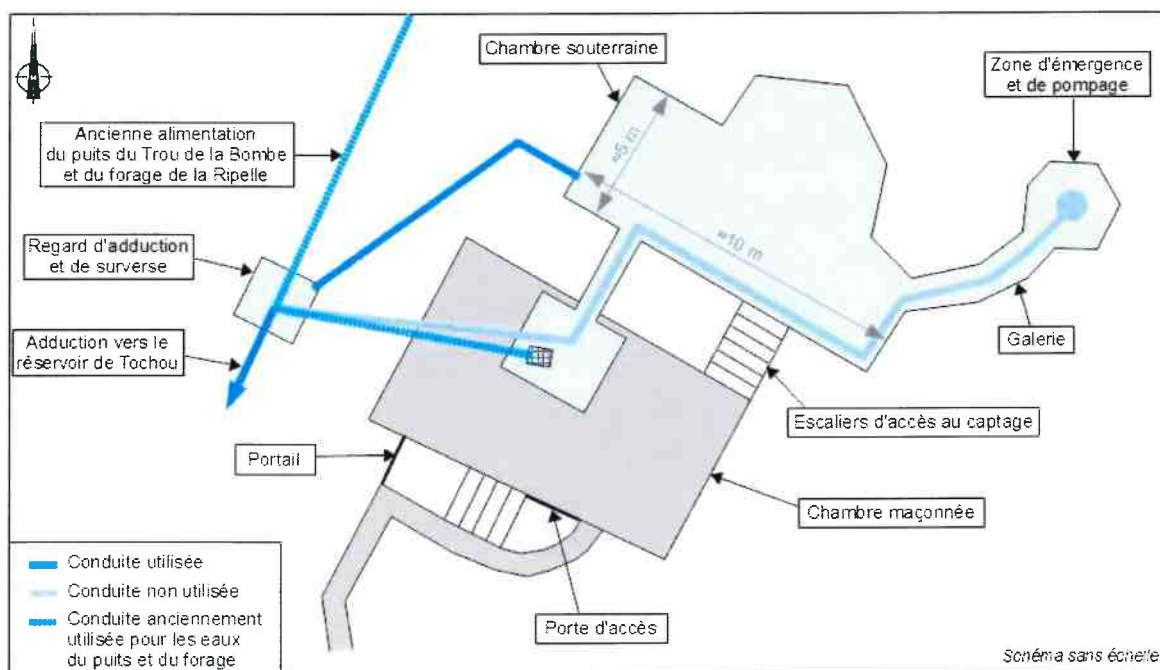 Chambre souterraine
Zone d'émergence
et de pompage
Ancienne alimentation
du puits du Trou de la Bombe
et du forage de la Ripelle
≈5 m
≈10 m
Regard d'adduction
et de surverse
Galerie
Adduction vers le
réservoir de Tochou
Escaliers d'accès au captage
Portail
Chambre maçonnée
Conduite utilisée
Conduite non utilisée
Conduite anciennement
utilisée pour les eaux
du puits et du forage
Porte d'accès
Schéma sans échelle